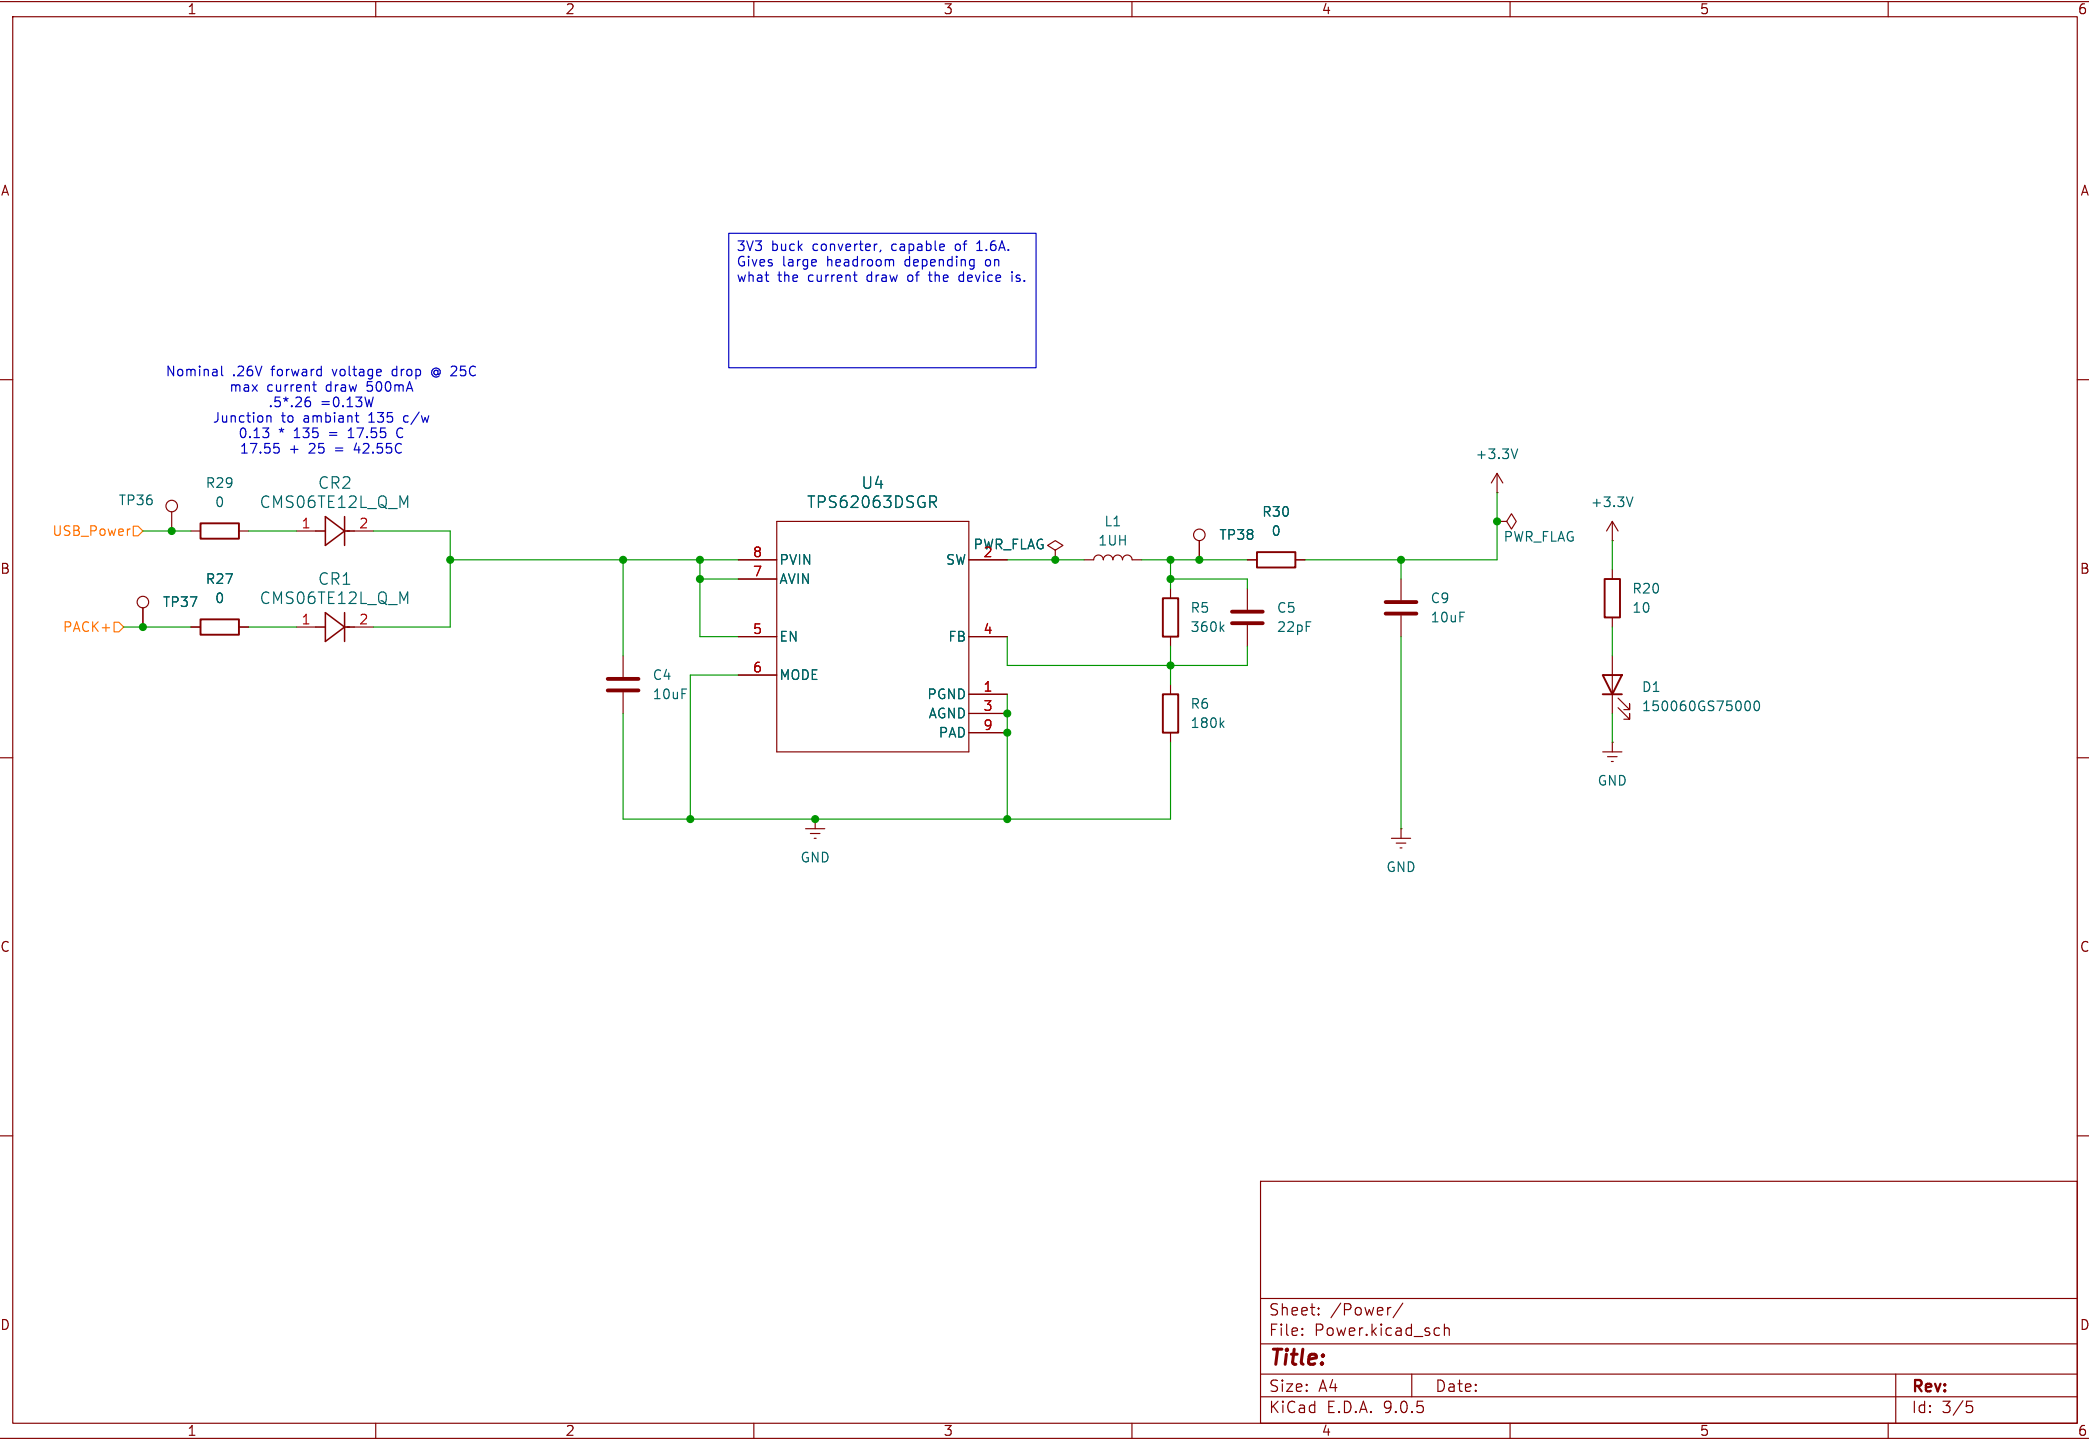 1 2 3 4 5 6
A A
B B
C C
D D
3V3 buck converter, capable of 1.6A.
Gives large headroom depending on
what the current draw of the device is.
Nominal .26V forward voltage drop @ 25C
max current draw 500mA
.5*.26 =0.13W
Junction to ambiant 135 c/w
0.13 * 135 = 17.55 C
17.55 + 25 = 42.55C
USB_Power
TP36
R29
0
CR2
CMS06TE12L_Q_M
1 2
PACK+
TP37
R27
0
CR1
CMS06TE12L_Q_M
1 2
C4
10uF
U4
TPS62063DSGR
8 PVIN
7 AVIN
5 EN
6 MODE
SW 2
FB 4
PGND 1
AGND 3
PAD 9
GND
PWR_FLAG
L1
1UH
TP38
R30
0
R5
360k
C5
22pF
R6
180k
C9
10uF
GND
+3.3V
PWR_FLAG
+3.3V
R20
10
D1
150060GS75000
GND
Sheet: /Power/
File: Power.kicad_sch
Title:
Size: A4 Date: Rev:
KiCad E.D.A. 9.0.5 Id: 3/5
1 2 3 4 5 6